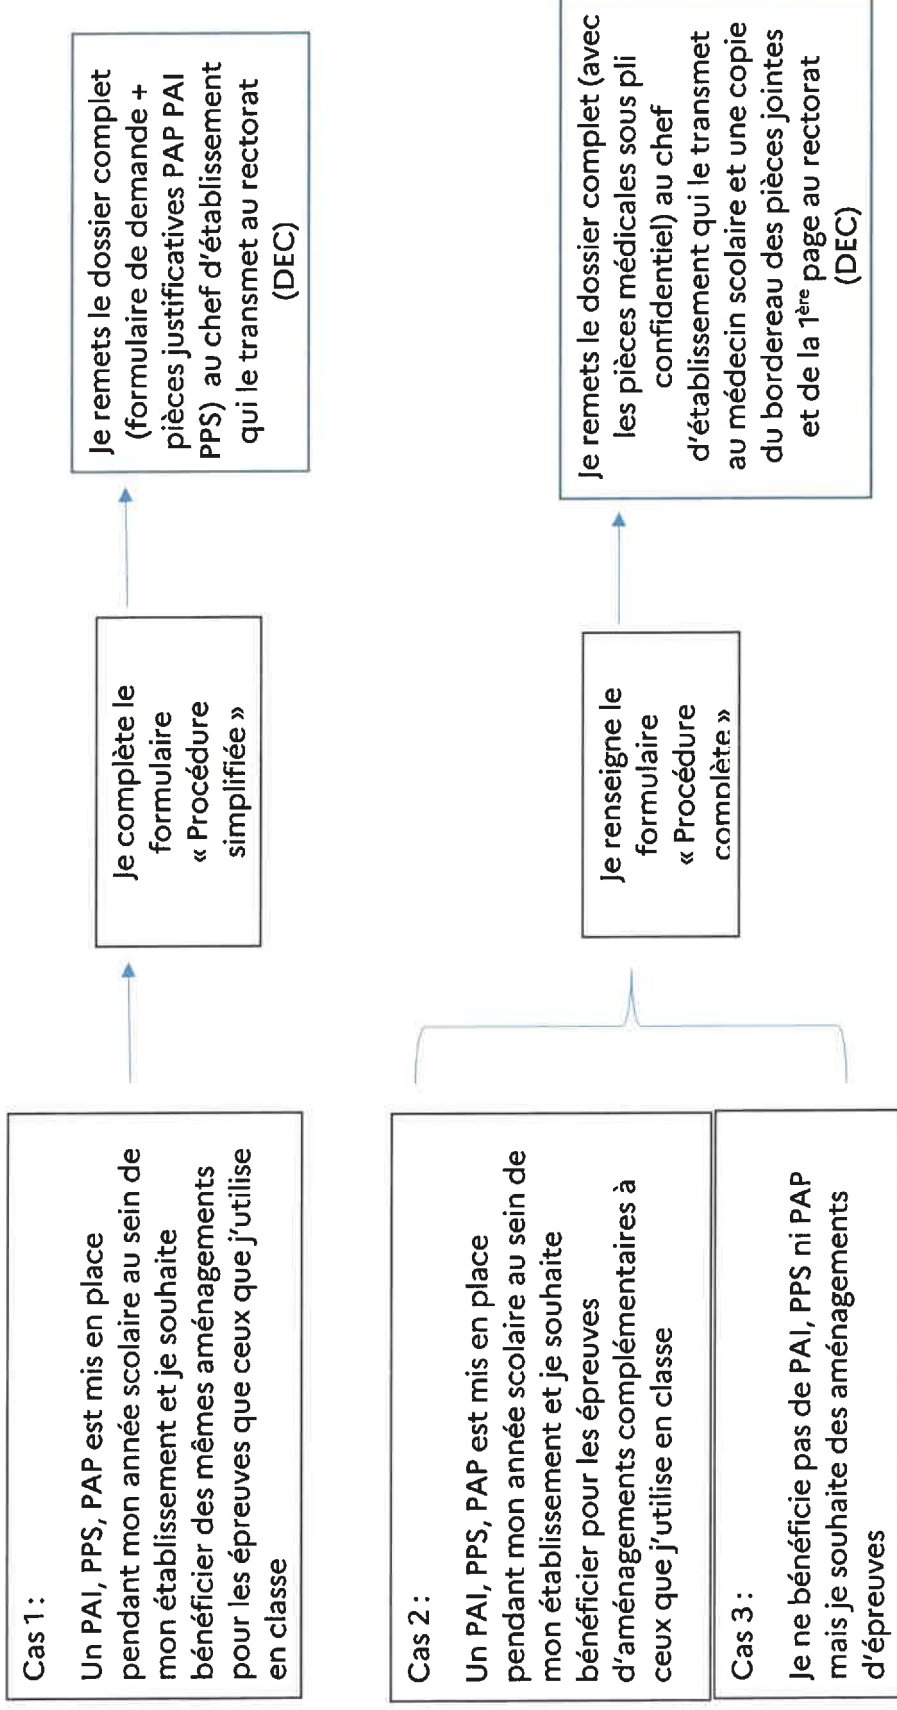 Cas 1 :
Un PAI, PPS, PAP est mis en place
pendant mon année scolaire au sein de
mon établissement et je souhaite
bénéficier des mêmes aménagements
pour les épreuves que ceux que j'utilise
en classe
Je complète le
formulaire
« Procédure
simplifiée »
Je remets le dossier complet
(formulaire de demande +
pièces justificatives PAP PAI
PPS) au chef d'établissement
qui le transmet au rectorat
(DEC)
Cas 2 :
Un PAI, PPS, PAP est mis en place
pendant mon année scolaire au sein de
mon établissement et je souhaite
bénéficier pour les épreuves
d'aménagements complémentaires à
ceux que j'utilise en classe
Cas 3 :
Je ne bénéficie pas de PAI, PPS ni PAP
mais je souhaite des aménagements
d'épreuves
Je renseigne le
formulaire
« Procédure
complète »
Je remets le dossier complet (avec
les pièces médicales sous pli
confidentiel) au chef
d'établissement qui le transmet
au médecin scolaire et une copie
du bordereau des pièces jointes
et de la 1ère page au rectorat
(DEC)